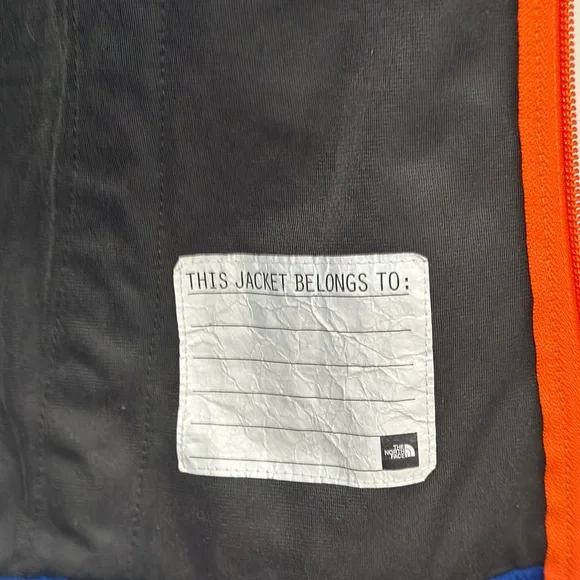 THIS JACKET BELONGS TO:
THE
NORTH
FACE